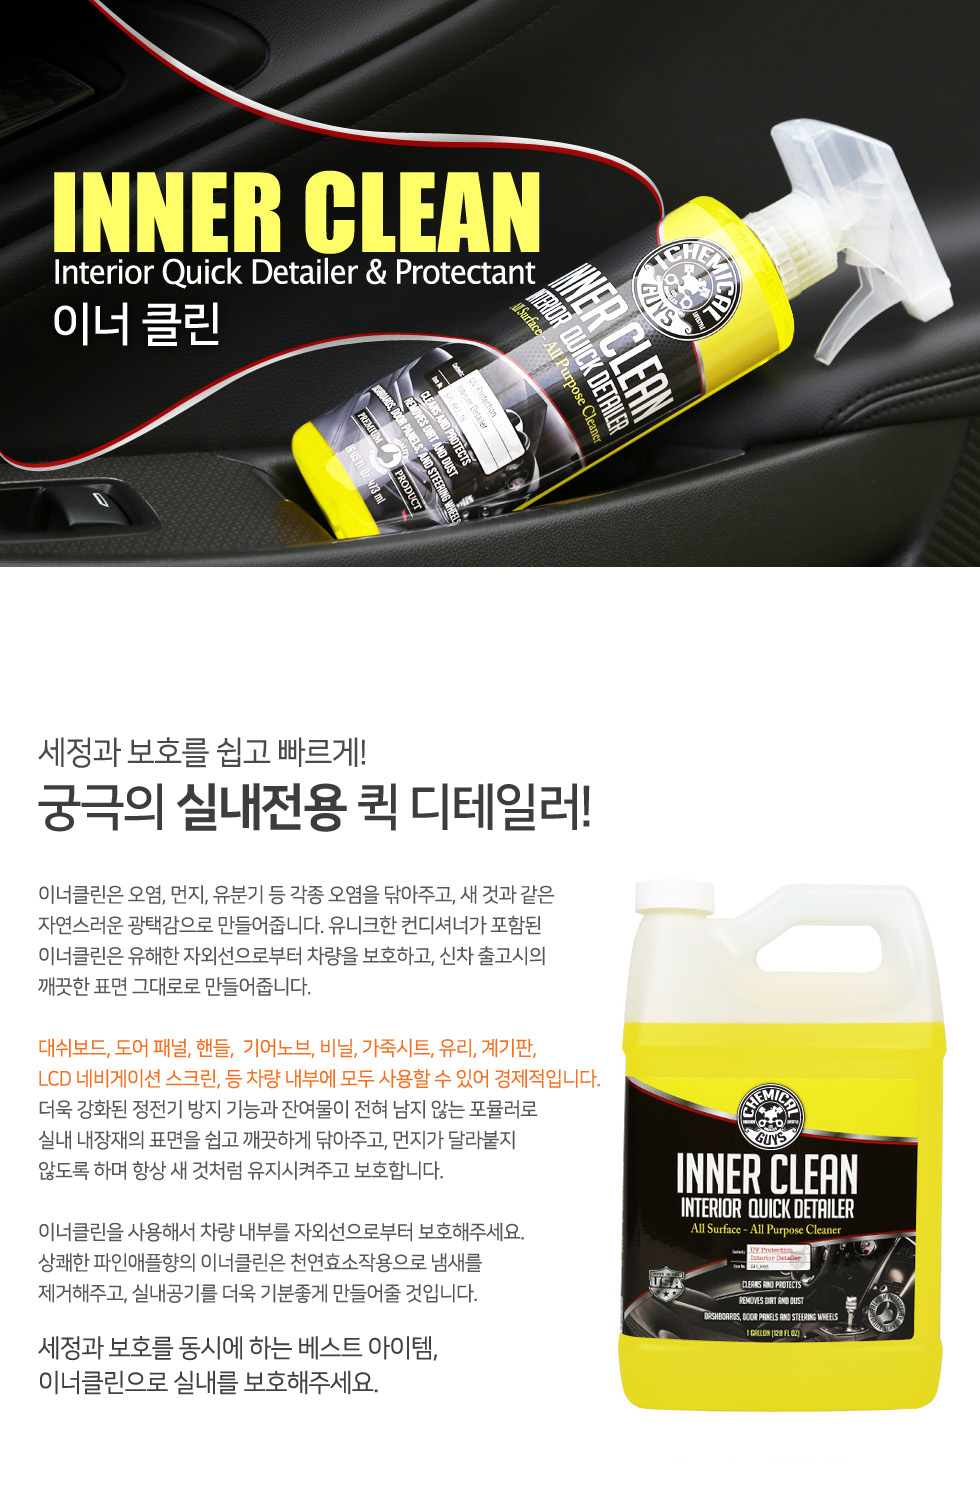 INNER CLEAN
Interior Quick Detailer & Protectant
이너 클린
CHEMICAL GUYS
INNER CLEAN
INTERIOR QUICK DETAILER
All Surface - All Purpose Cleaner
UV Protection
Interior Detailer
CLEANS AND PROTECTS
REMOVES DIRT AND DUST
DASHBOARDS, DOOR PANELS, AND STEERING WHEELS
PREMIUM
PRODUCT
473 ml
세정과 보호를 쉽고 빠르게!
궁극의 실내전용 퀵 디테일러!
이너클린은 오염, 먼지, 유분기 등 각종 오염을 닦아주고, 새 것과 같은
자연스러운 광택감으로 만들어줍니다. 유니크한 컨디셔너가 포함된
이너클린은 유해한 자외선으로부터 차량을 보호하고, 신차 출고시의
깨끗한 표면 그대로로 만들어줍니다.
대쉬보드, 도어 패널, 핸들, 기어노브, 비닐, 가죽시트, 유리, 계기판,
LCD 네비게이션 스크린, 등 차량 내부에 모두 사용할 수 있어 경제적입니다.
더욱 강화된 정전기 방지 기능과 잔여물이 전혀 남지 않는 포뮬러로
실내 내장재의 표면을 쉽고 깨끗하게 닦아주고, 먼지가 달라붙지
않도록 하며 항상 새 것처럼 유지시켜주고 보호합니다.
이너클린을 사용해서 차량 내부를 자외선으로부터 보호해주세요.
상쾌한 파인애플향의 이너클린은 천연효소작용으로 냄새를
제거해주고, 실내공기를 더욱 기분좋게 만들어줄 것입니다.
세정과 보호를 동시에 하는 베스트 아이템,
이너클린으로 실내를 보호해주세요.
CHEMICAL GUYS
INNER CLEAN
INTERIOR QUICK DETAILER
All Surface - All Purpose Cleaner
UV Protection
Interior Detailer
USA
CLEANS AND PROTECTS
REMOVES DIRT AND DUST
DASHBOARDS, DOOR PANELS AND STEERING WHEELS
1 GALLON (128 FL OZ)